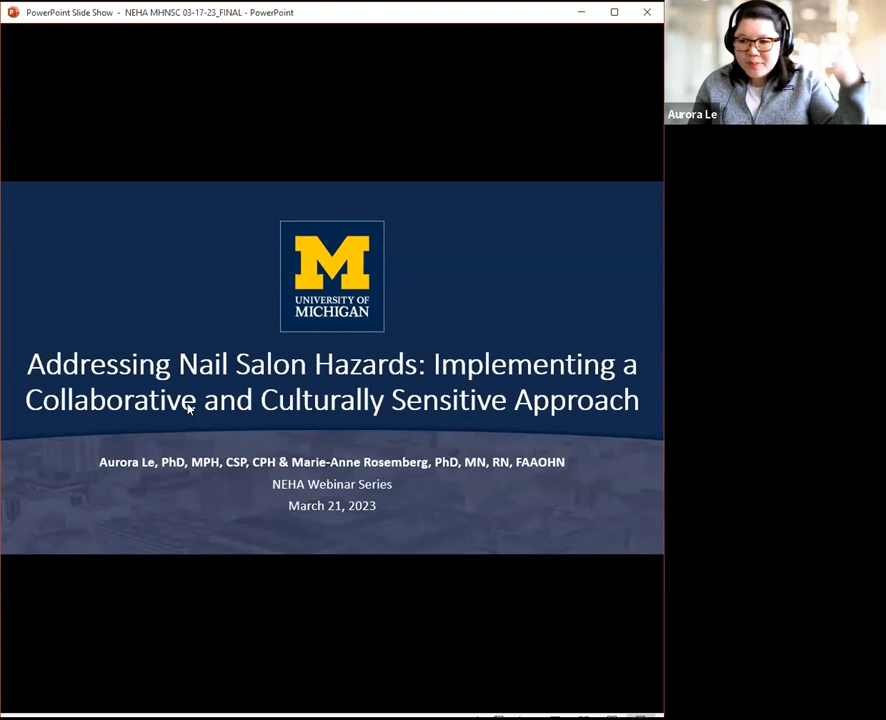 PowerPoint Slide Show - NEHA MHNSC 03-17-23_FINAL - PowerPoint
Aurora Le
M
UNIVERSITY OF
MICHIGAN
Addressing Nail Salon Hazards: Implementing a
Collaborative and Culturally Sensitive Approach
Aurora Le, PhD, MPH, CSP, CPH & Marie-Anne Rosemberg, PhD, MN, RN, FAAOHN
NEHA Webinar Series
March 21, 2023